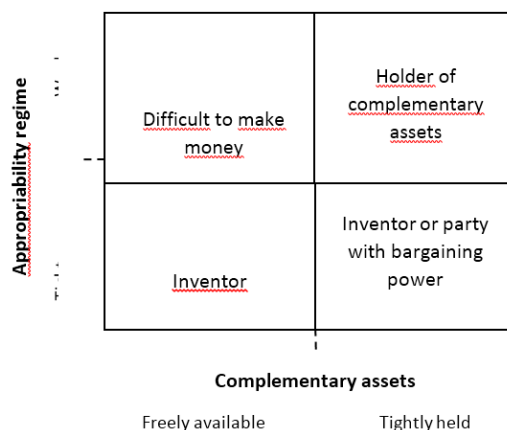 Appropriability regime
Difficult to make
money
Holder of
complementary
assets
Inventor
Inventor or party
with bargaining
power
Complementary assets
Freely available
Tightly held